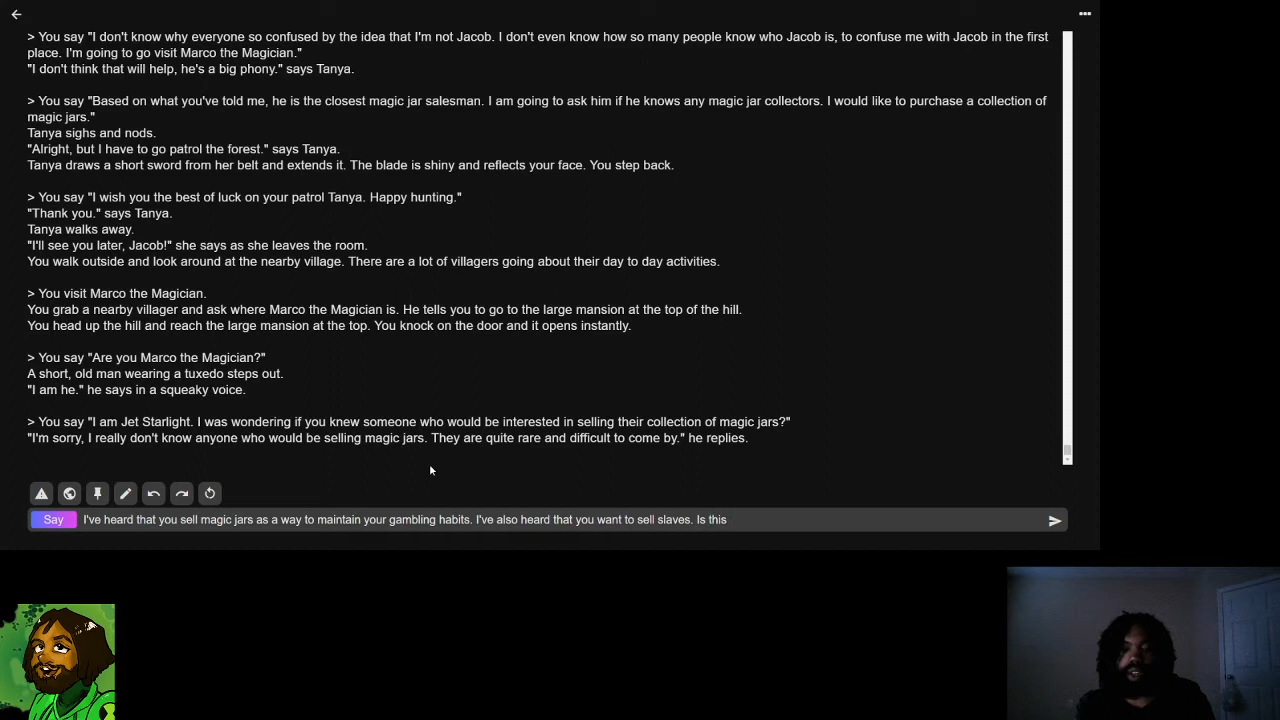 > You say "I don't know why everyone so confused by the idea that I'm not Jacob. I don't even know how so many people know who Jacob is, to confuse me with Jacob in the first
place. I'm going to go visit Marco the Magician."
"I don't think that will help, he's a big phony." says Tanya.
> You say "Based on what you've told me, he is the closest magic jar salesman. I am going to ask him if he knows any magic jar collectors. I would like to purchase a collection of
magic jars."
Tanya sighs and nods.
"Alright, but I have to go patrol the forest." says Tanya.
Tanya draws a short sword from her belt and extends it. The blade is shiny and reflects your face. You step back.
> You say "I wish you the best of luck on your patrol Tanya. Happy hunting."
"Thank you." says Tanya.
Tanya walks away.
"I'll see you later, Jacob!" she says as she leaves the room.
You walk outside and look around at the nearby village. There are a lot of villagers going about their day to day activities.
> You visit Marco the Magician.
You grab a nearby villager and ask where Marco the Magician is. He tells you to go to the large mansion at the top of the hill.
You head up the hill and reach the large mansion at the top. You knock on the door and it opens instantly.
> You say "Are you Marco the Magician?"
A short, old man wearing a tuxedo steps out.
"I am he." he says in a squeaky voice.
> You say "I am Jet Starlight. I was wondering if you knew someone who would be interested in selling their collection of magic jars?"
"I'm sorry, I really don't know anyone who would be selling magic jars. They are quite rare and difficult to come by." he replies.
Say I've heard that you sell magic jars as a way to maintain your gambling habits. I've also heard that you want to sell slaves. Is this